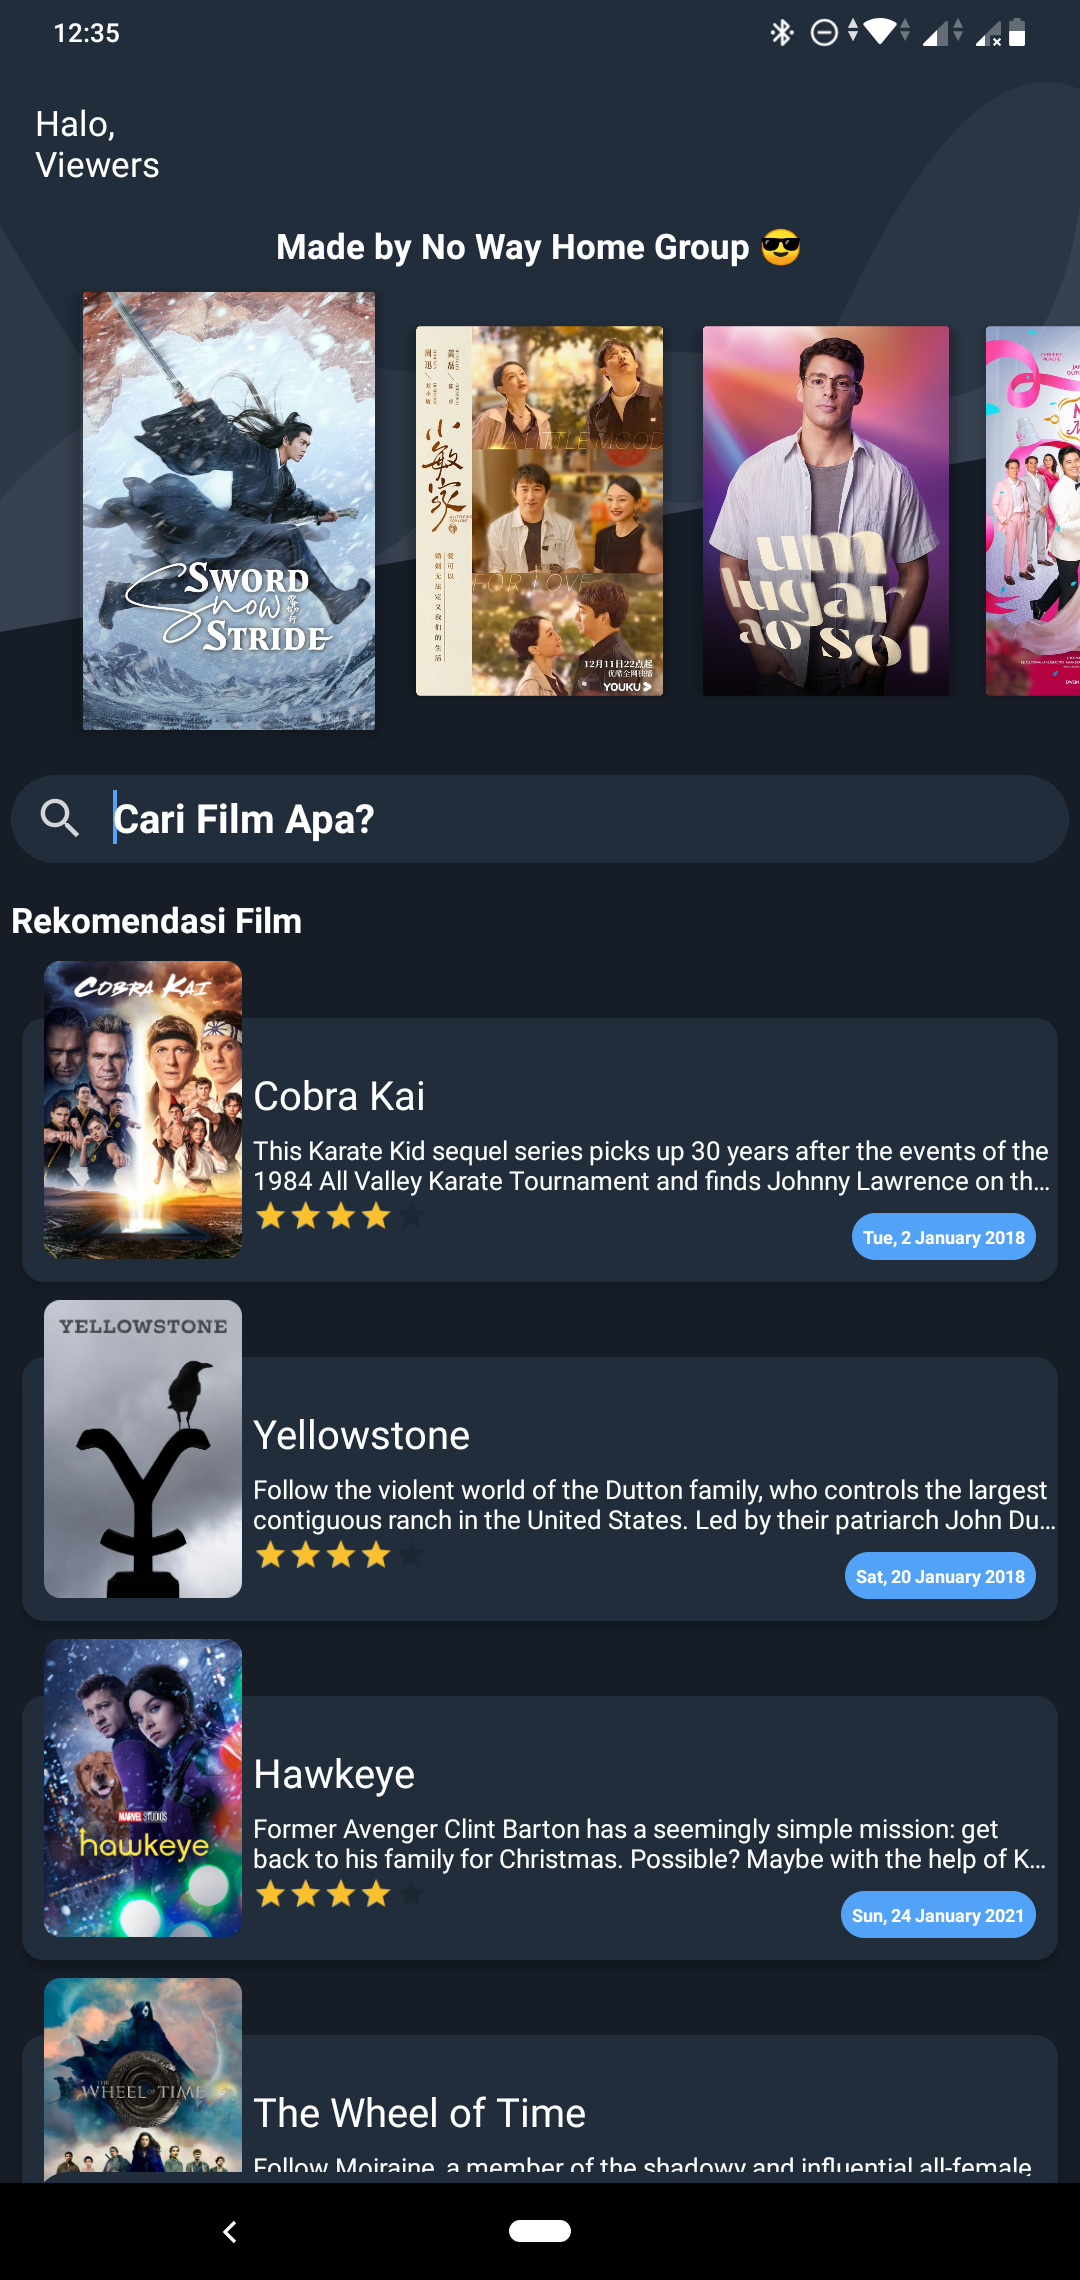 12:35
Halo,
Viewers
Made by No Way Home Group 😎
SWORD
Snow
STRIDE
小敏家
A LITTLE MOOD
FOR LOVE
12月11日22点起
优酷全网独播
YOUKU
um
lugar
ao sol
Cari Film Apa?
Rekomendasi Film
COBRA KAI
Cobra Kai
This Karate Kid sequel series picks up 30 years after the events of the
1984 All Valley Karate Tournament and finds Johnny Lawrence on th...
Tue, 2 January 2018
YELLOWSTONE
Yellowstone
Follow the violent world of the Dutton family, who controls the largest
contiguous ranch in the United States. Led by their patriarch John Du...
Sat, 20 January 2018
MARVEL STUDIOS
hawkeye
Hawkeye
Former Avenger Clint Barton has a seemingly simple mission: get
back to his family for Christmas. Possible? Maybe with the help of K...
Sun, 24 January 2021
THE
WHEEL OF TIME
The Wheel of Time
Follow Moiraine, a member of the shadowy and influential all-female